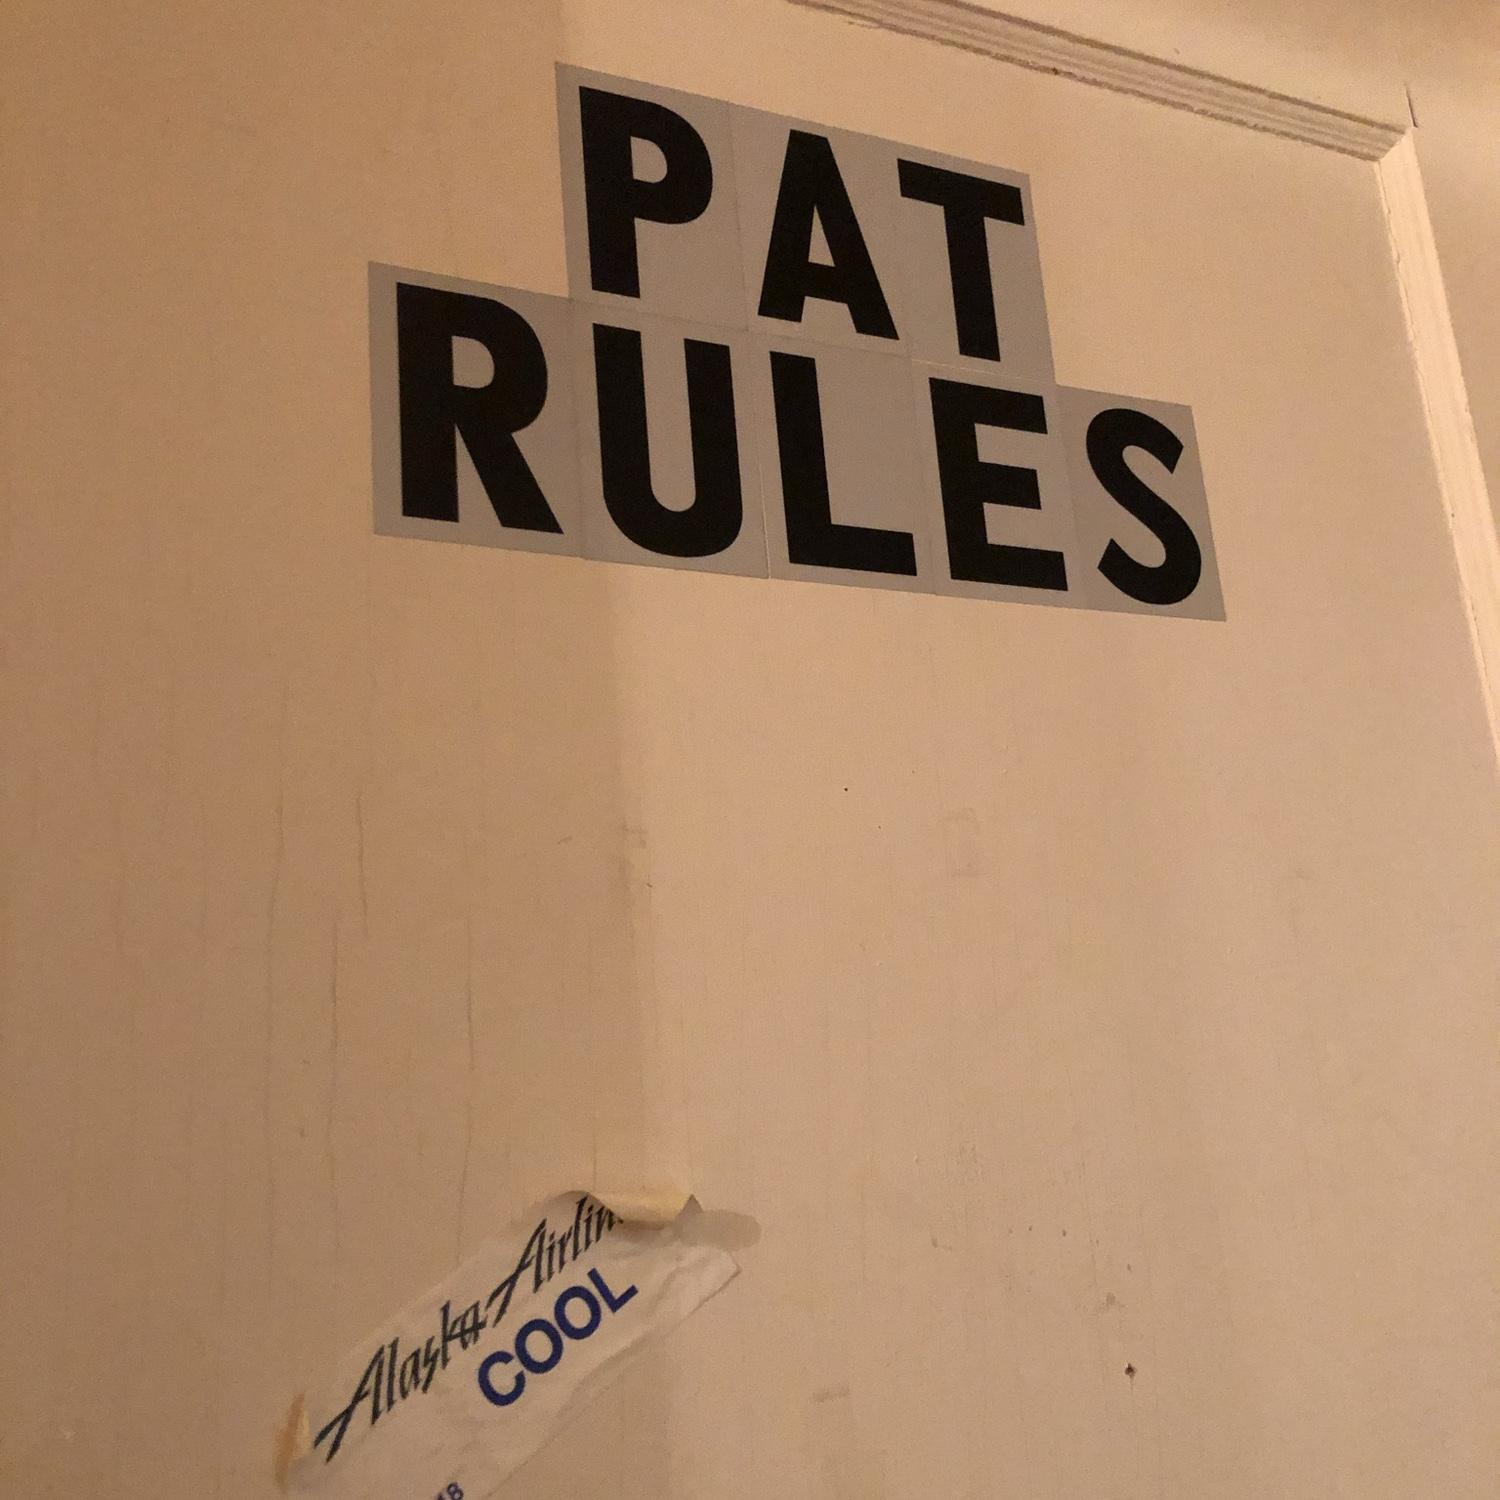 PAT
RULES
Alaska Airlin
COOL